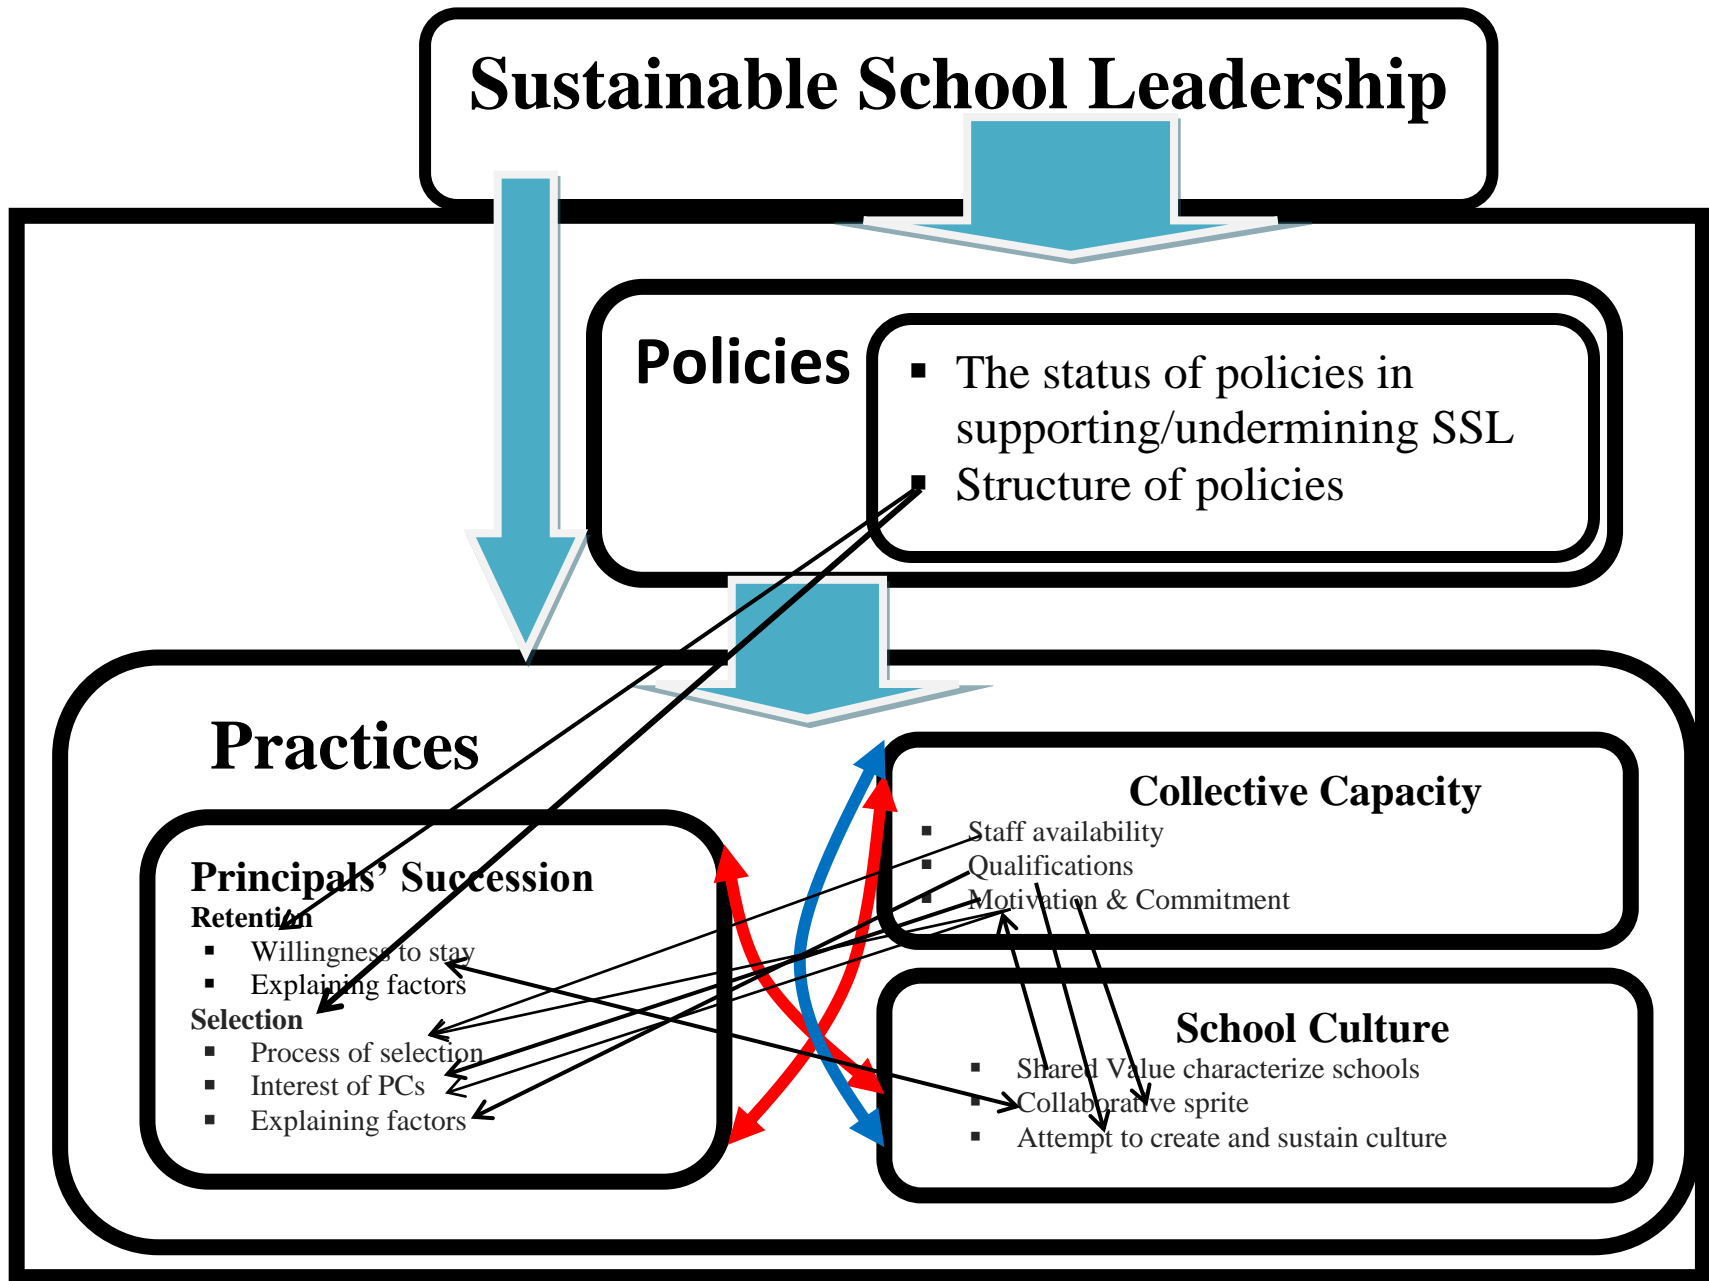 Sustainable School Leadership
Policies
▪ The status of policies in
supporting/undermining SSL
▪ Structure of policies
Practices
Principals’ Succession
Retention
▪ Willingness to stay
▪ Explaining factors
Selection
▪ Process of selection
▪ Interest of PCs
▪ Explaining factors
Collective Capacity
▪ Staff availability
▪ Qualifications
▪ Motivation & Commitment
School Culture
▪ Shared Value characterize schools
▪ Collaborative sprite
▪ Attempt to create and sustain culture